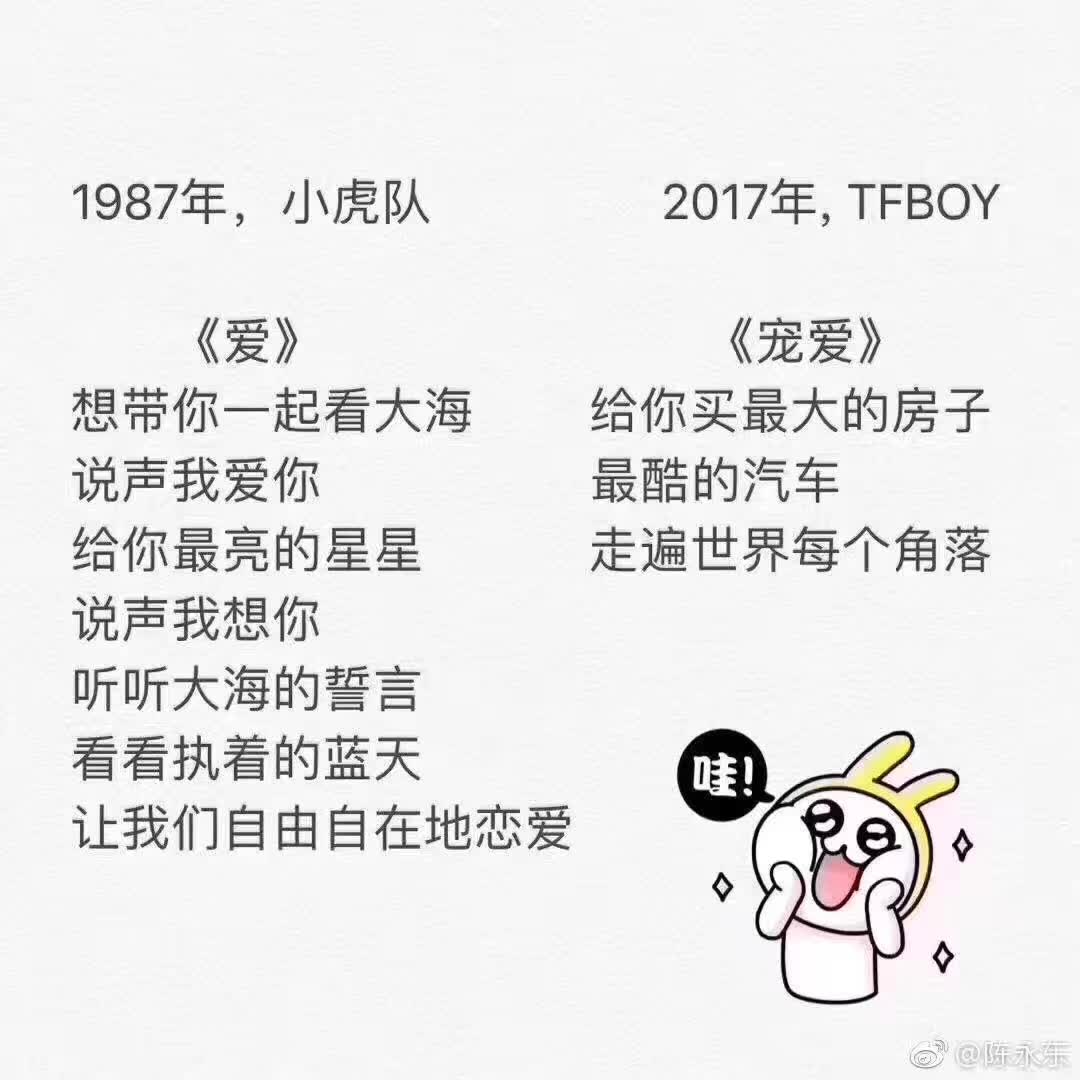 1987年，小虎队
《爱》
想带你一起看大海
说声我爱你
给你最亮的星星
说声我想你
听听大海的誓言
看看执着的蓝天
让我们自由自在地恋爱
2017年, TFBOY
《宠爱》
给你买最大的房子
最酷的汽车
走遍世界每个角落
哇!
@陈永东